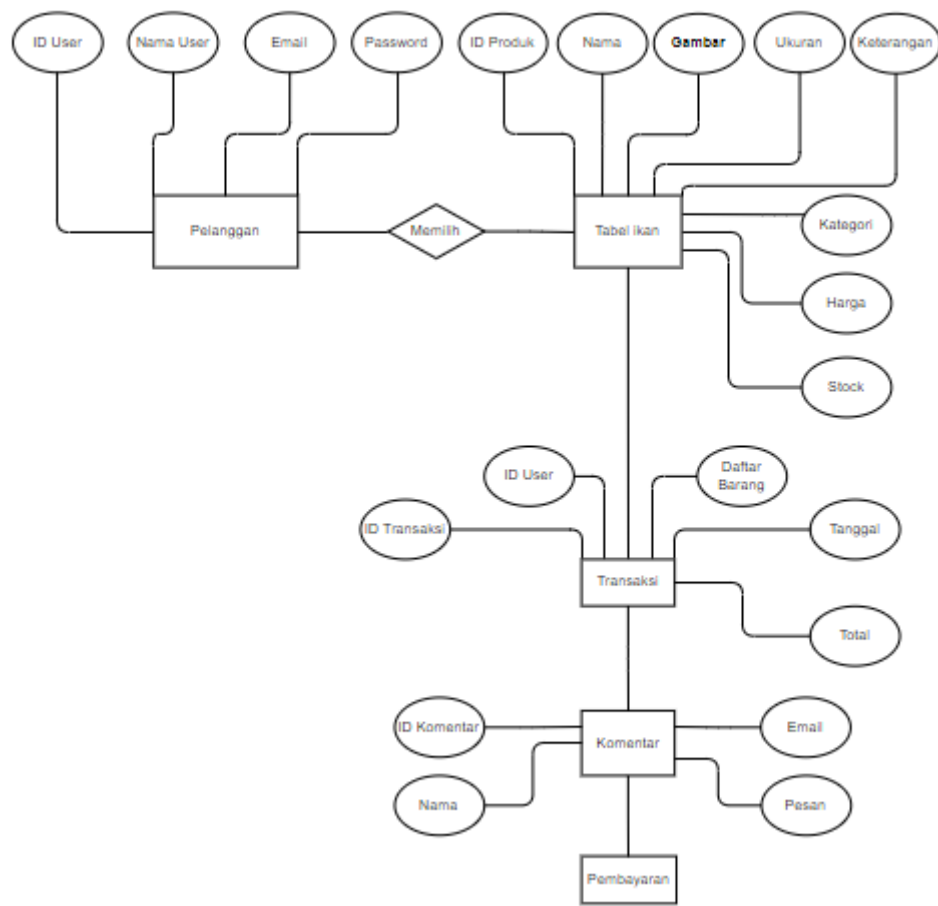 ID User
Nama User
Email
Password
ID Produk
Nama
Gambar
Ukuran
Keterangan
Pelanggan
Memilih
Tabel ikan
Kategori
Harga
Stock
ID User
Daftar
Barang
ID Transaksi
Tanggal
Transaksi
Total
ID Komentar
Komentar
Email
Nama
Pesan
Pembayaran